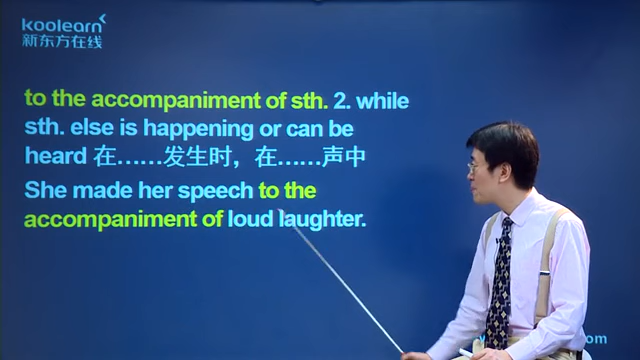 koolearn
新东方在线
to the accompaniment of sth. 2. while
sth. else is happening or can be
heard 在……发生时，在……声中
She made her speech to the
accompaniment of loud laughter.
om